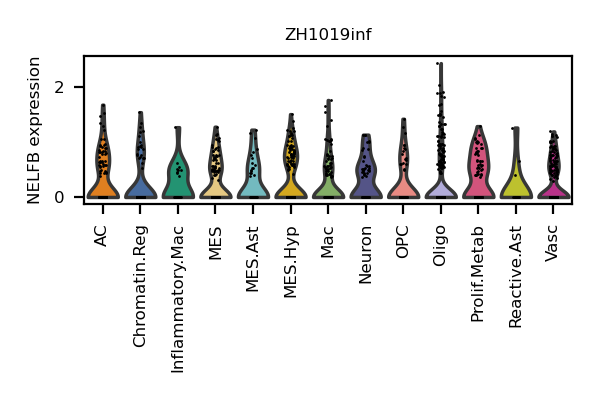 ZH1019inf
NELFB expression
2
0
AC
Chromatin.Reg
Inflammatory.Mac
MES
MES.Ast
MES.Hyp
Mac
Neuron
OPC
Oligo
Prolif.Metab
Reactive.Ast
Vasc